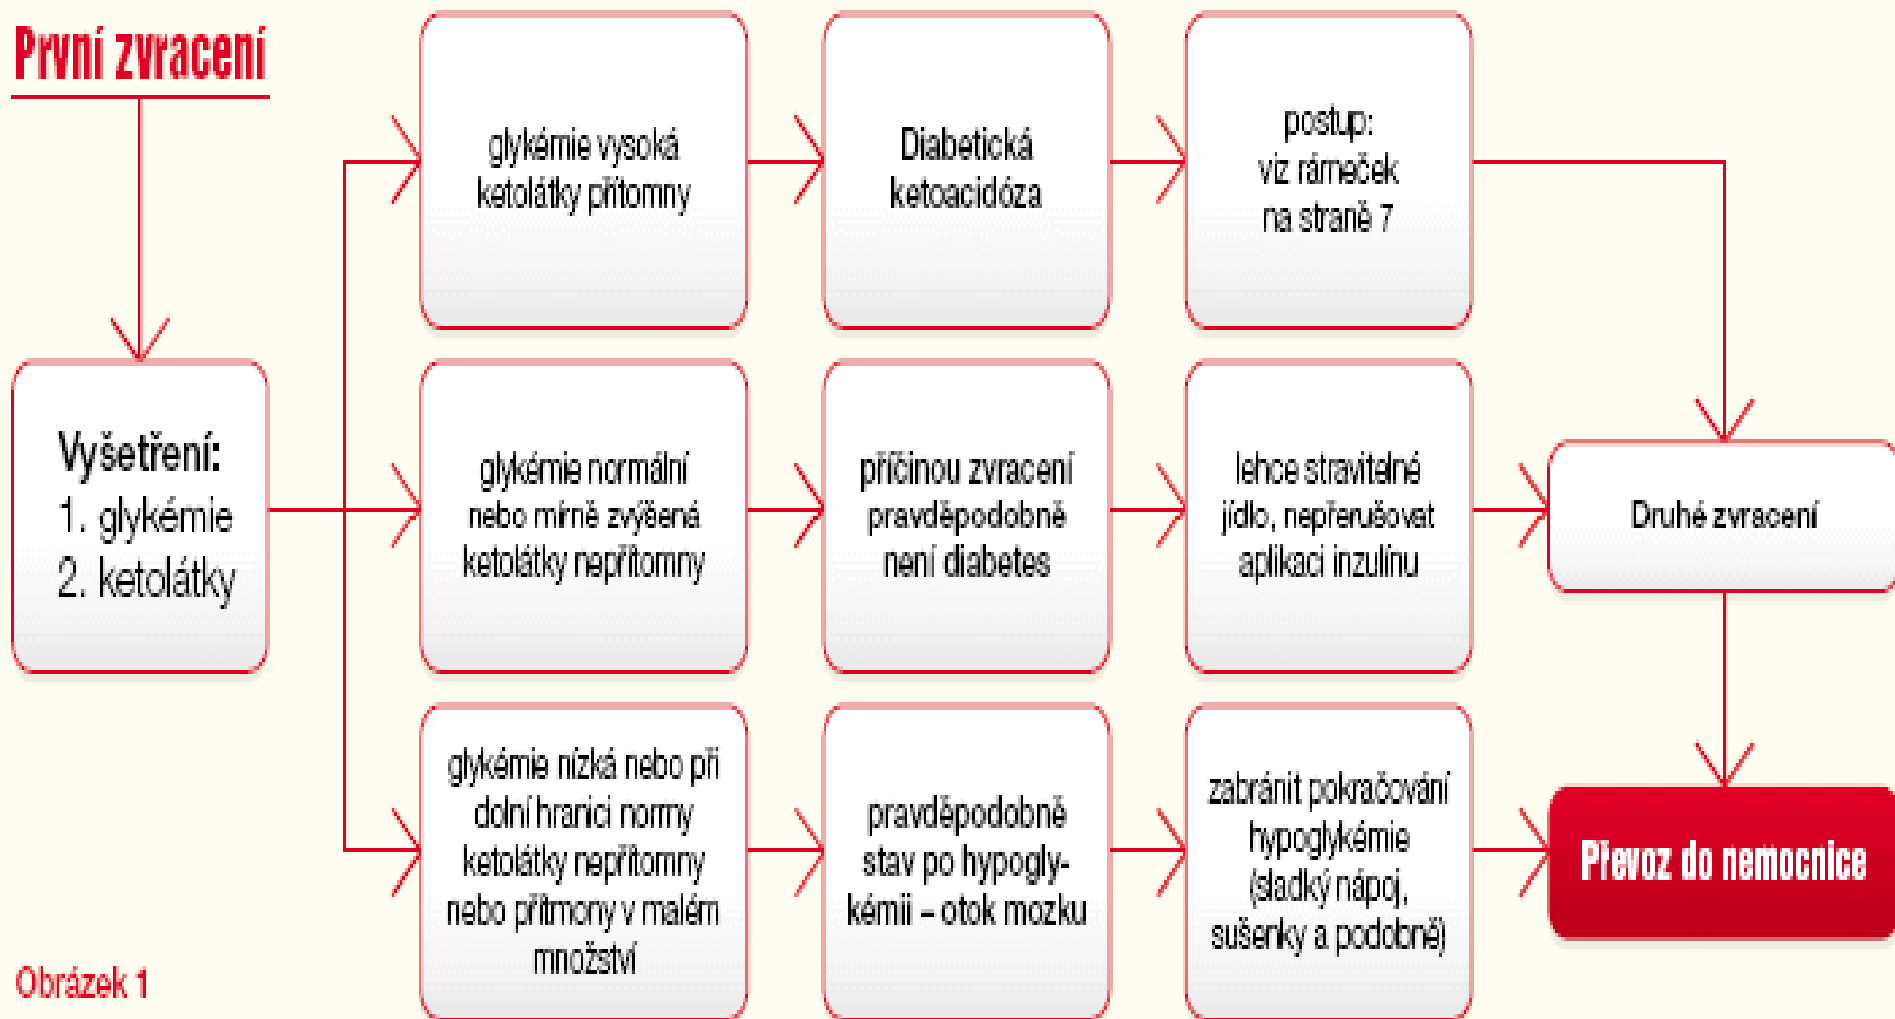 První zvracení
Vyšetření:
1. glykémie
2. ketolátky
glykémie vysoká
ketolátky přítomny
Diabetická
ketoacidóza
postup:
viz rámeček
na straně 7
glykémie normální
nebo mírně zvýšená
ketolátky nepřítomny
příčinou zvracení
pravděpodobně
není diabetes
lehce stravitelné
jídlo, nepřerušovat
aplikaci inzulínu
Druhé zvracení
glykémie nízká nebo při
dolní hranici normy
ketolátky nepřítomny
nebo přítmony v malém
množství
pravděpodobně
stav po hypogly-
kémii – otok mozku
zabránit pokračování
hypoglykémie
(sladký nápoj,
sušenky a podobně)
Převoz do nemocnice
Obrázek 1